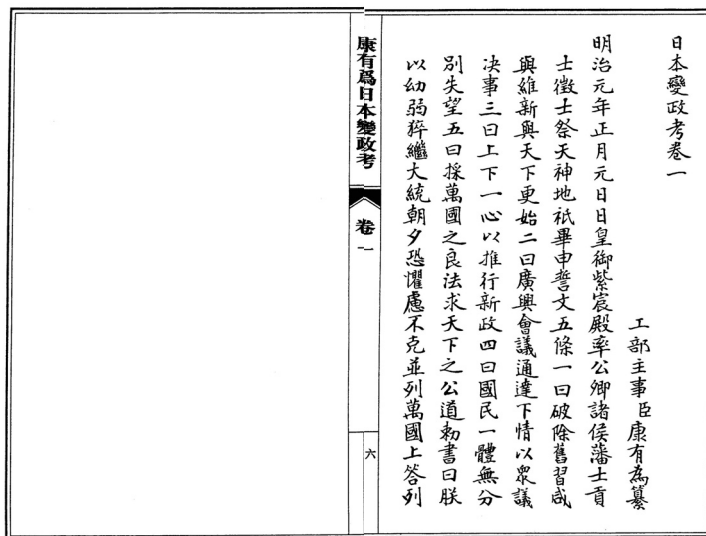 日本變政考卷一
工部主事臣康有為纂
明治元年正月元日日皇御紫宸殿率公卿諸侯藩士貢
士徵士祭天神地祇畢申誓文五條一曰破除舊習咸
與維新與天下更始二曰廣興會議通達下情以眾議
决事三曰上下一心以推行新政四曰國民一體無分
別失望五曰採萬國之良法求天下之公道勅書曰朕
以幼弱猝繼大統朝夕恐懼慮不克並列萬國上答列
康有爲日本變政考
卷一
六